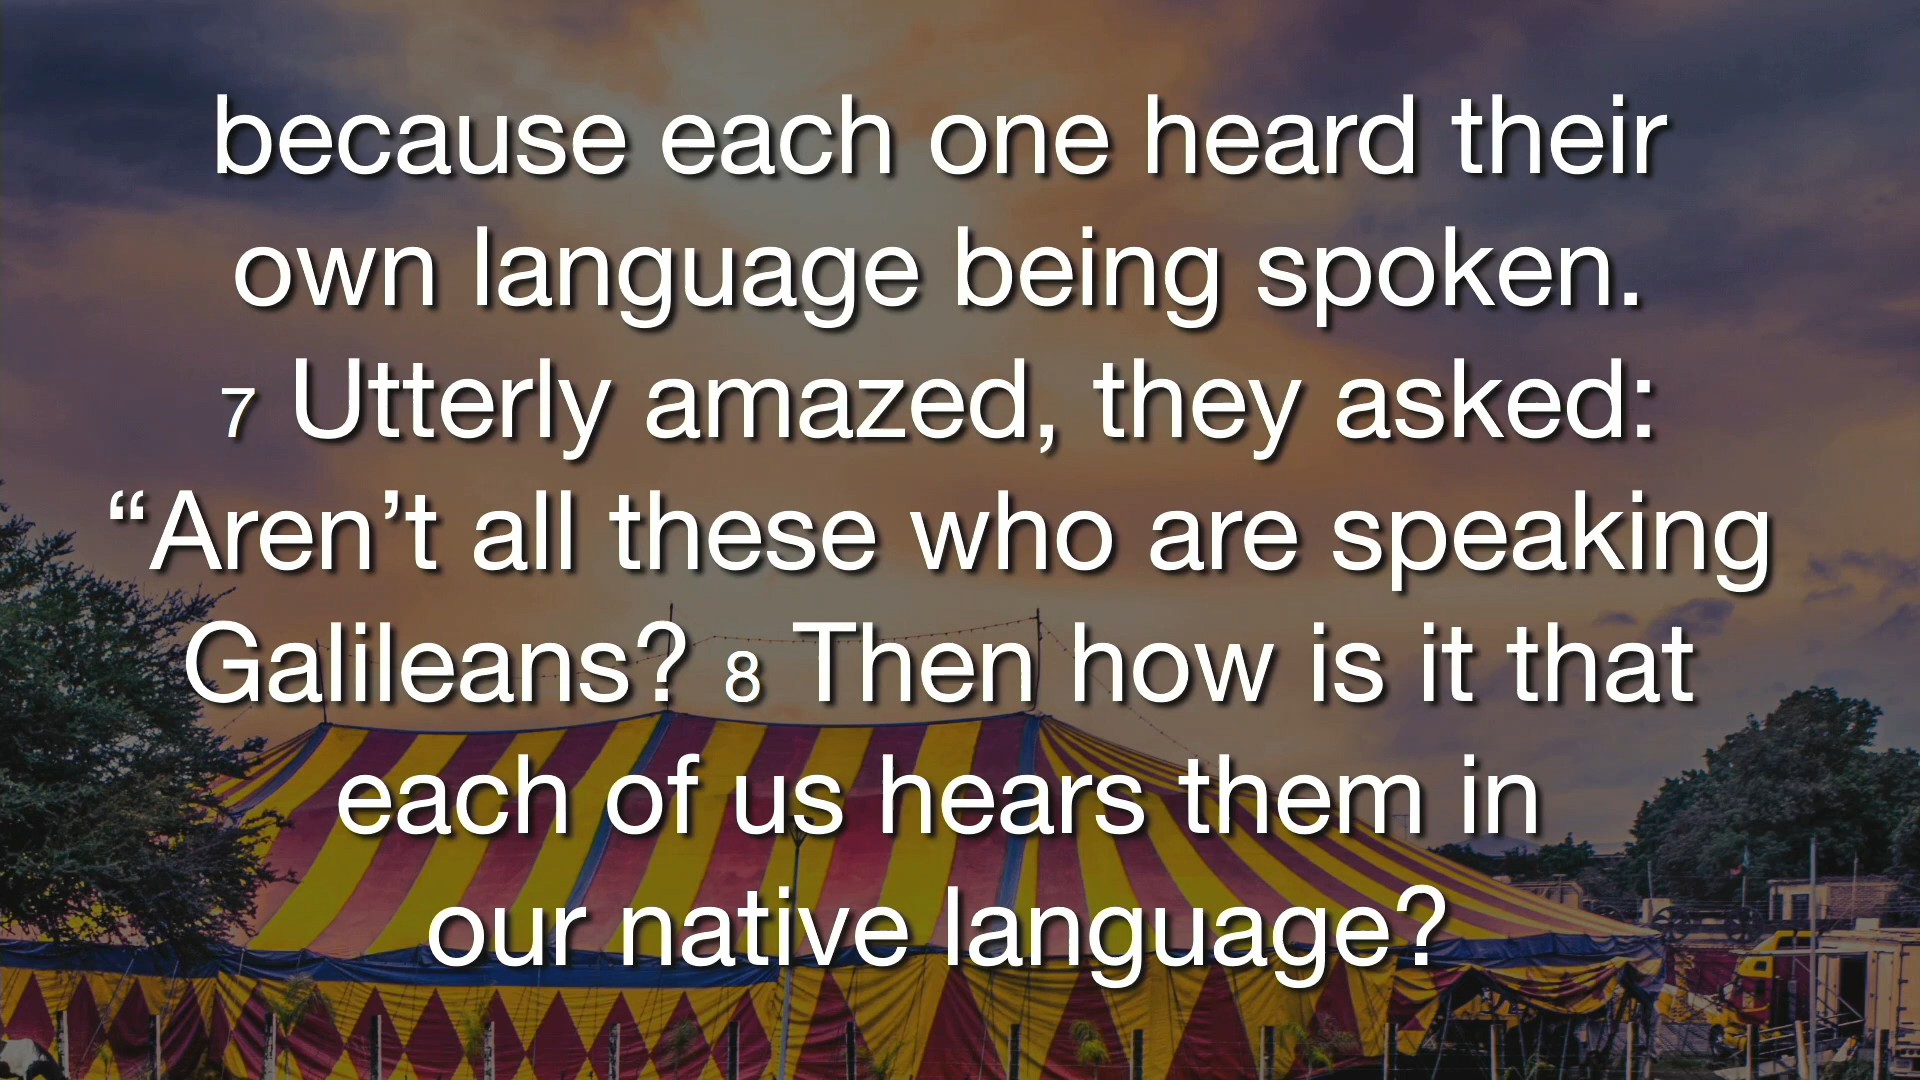 because each one heard their
own language being spoken.
7 Utterly amazed, they asked:
“Aren’t all these who are speaking
Galileans? 8 Then how is it that
each of us hears them in
our native language?